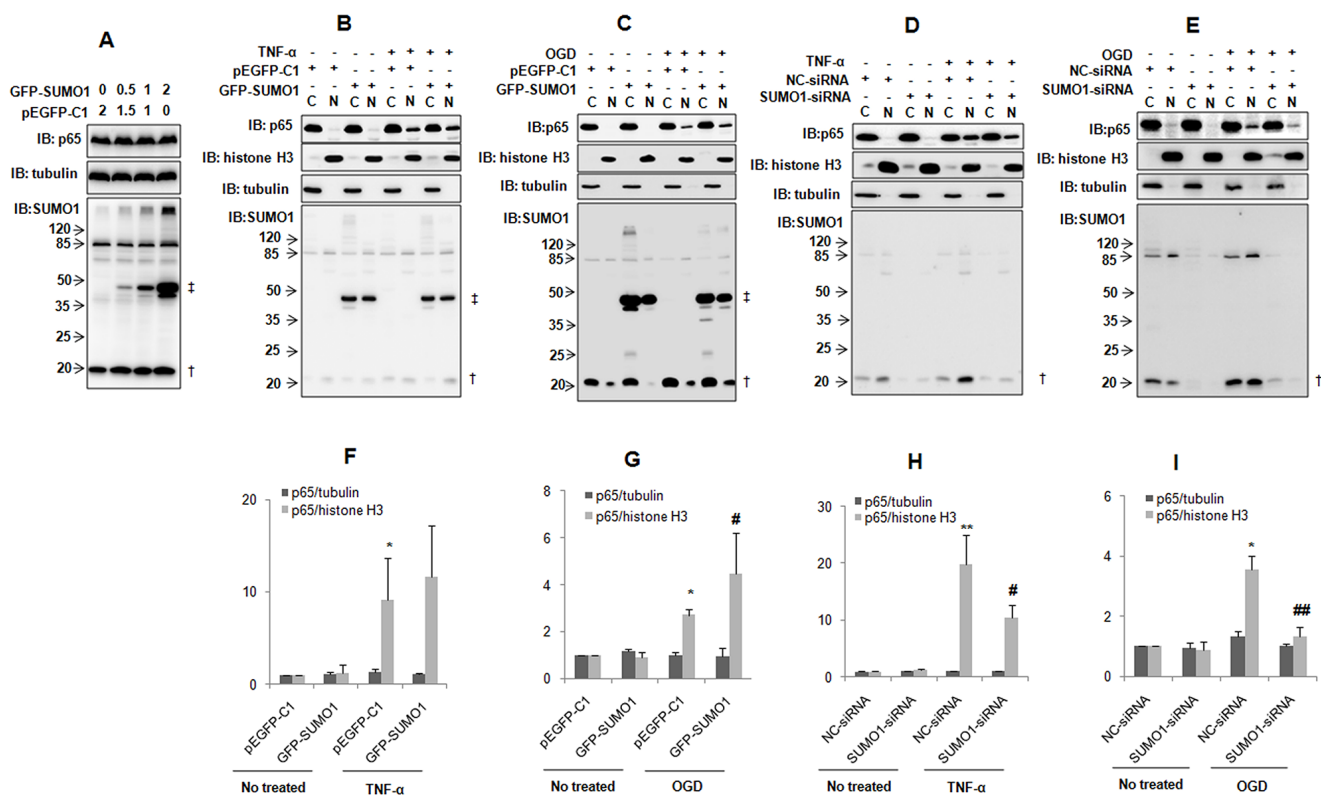 A
GFP-SUMO1 0 0.5 1 2
pEGFP-C1 2 1.5 1 0
IB: p65
IB: tubulin
IB:SUMO1
120
85
50 ‡
35
25
20 †
B
TNF-α - - - - + + + +
pEGFP-C1 + + - - + + - -
GFP-SUMO1 - - + + - - + +
C N C N C N C N
IB: p65
IB: histone H3
IB: tubulin
IB: SUMO1
120
85
50
‡
35
25
20 †
C
OGD - - - - + + + +
pEGFP-C1 + + - - + + - -
GFP-SUMO1 - - + + - - + +
C N C N C N C N
IB:p65
IB: histone H3
IB: tubulin
IB: SUMO1
120
85
50 ‡
35
25
20 †
D
TNF-α - - - - + + + +
NC-siRNA + + - - + + - -
SUMO1-siRNA - - + + - - + +
C N C N C N C N
IB:p65
IB: histone H3
IB: tubulin
IB:SUMO1
120
85
50
35
25
20 †
E
OGD - - - - + + + +
NC-siRNA + + - - + + - -
SUMO1-siRNA - - + + - - + +
C N C N C N C N
IB:p65
IB: histone H3
IB: tubulin
IB:SUMO1
120
85
50
35
25
20 †
F
p65/tubulin
p65/histone H3
20
10
0
*
pEGFP-C1 GFP-SUMO1 pEGFP-C1 GFP-SUMO1
No treated TNF-α
G
p65/tubulin
p65/histone H3
8
6
4
2
0
* #
pEGFP-C1 GFP-SUMO1 pEGFP-C1 GFP-SUMO1
No treated OGD
H
p65/tubulin
p65/histone H3
30
20
10
0
** #
NC-siRNA SUMO1-siRNA NC-siRNA SUMO1-siRNA
No treated TNF-α
I
p65/tubulin
p65/histone H3
6
4
2
0
* ##
NC-siRNA SUMO1-siRNA NC-siRNA SUMO1-siRNA
No treated OGD